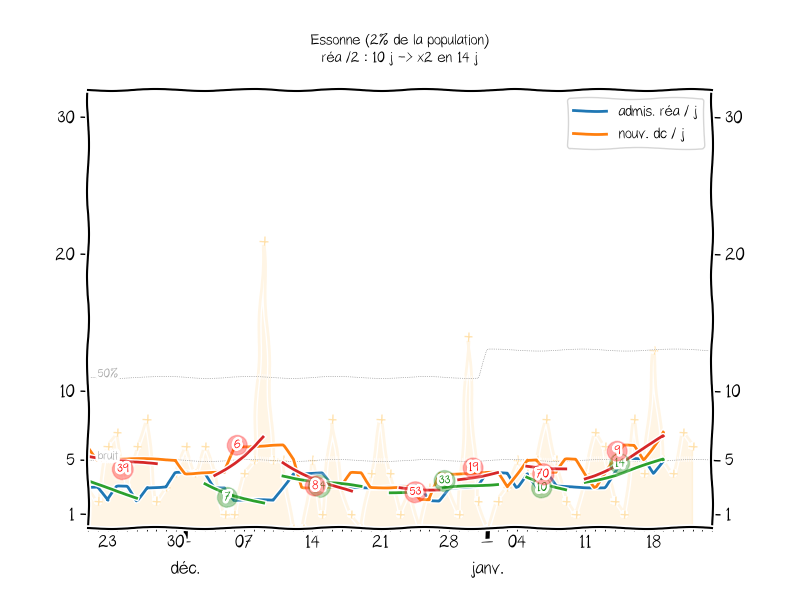 Essonne (2% de la population)
réa /2 : 10 j -> x2 en 14 j
admis. réa / j
nouv. dc / j
30 30
20 20
10 10
5 5
1 1
50%
bruit
39 6 7 8 53 33 19 70 10 9 14
23 30 07 14 21 28 04 11 18
déc. janv.